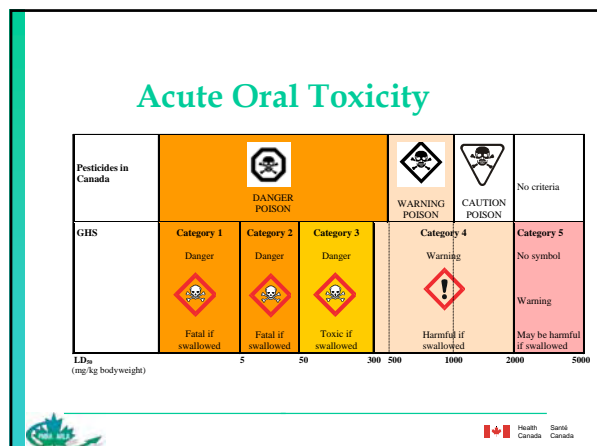 Acute Oral Toxicity
Pesticides in
Canada
DANGER
POISON
WARNING
POISON
CAUTION
POISON
No criteria
GHS
Category 1
Danger
Fatal if
swallowed
Category 2
Danger
Fatal if
swallowed
Category 3
Danger
Toxic if
swallowed
Category 4
Warning
Harmful if
swallowed
Category 5
No symbol
Warning
May be harmful
if swallowed
LD50 5 50 300 500 1000 2000 5000
(mg/kg bodyweight)
PMRA ARLA
Health Santé
Canada Canada